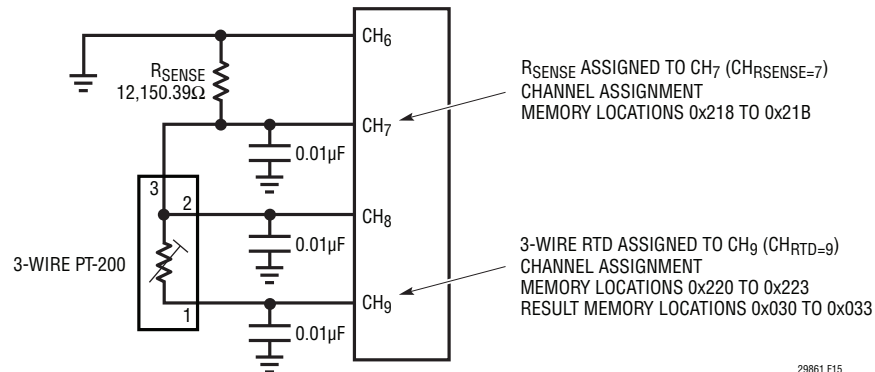 CH6
RSENSE
12,150.39Ω
CH7
0.01µF
3
2
CH8
0.01µF
3-WIRE PT-200
1
CH9
0.01µF
RSENSE ASSIGNED TO CH7 (CHRSENSE=7)
CHANNEL ASSIGNMENT
MEMORY LOCATIONS 0x218 TO 0x21B
3-WIRE RTD ASSIGNED TO CH9 (CHRTD=9)
CHANNEL ASSIGNMENT
MEMORY LOCATIONS 0x220 TO 0x223
RESULT MEMORY LOCATIONS 0x030 TO 0x033
29861 F15